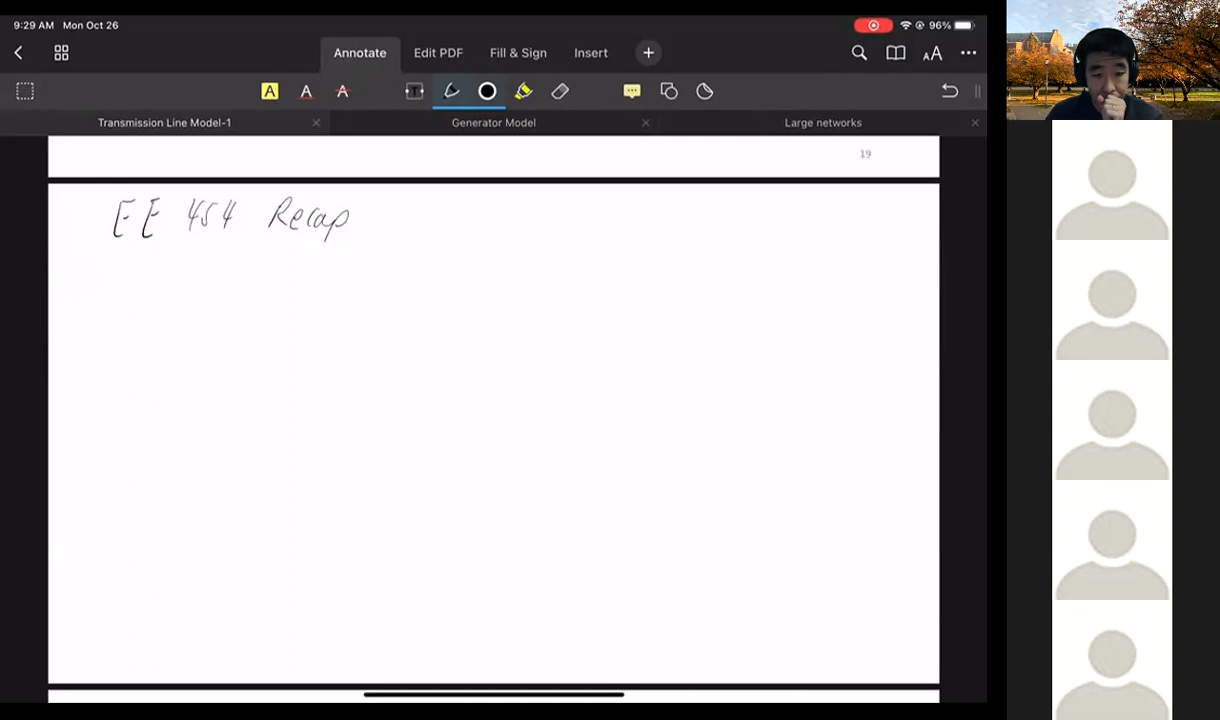 9:29 AM Mon Oct 26
96%
Annotate Edit PDF Fill & Sign Insert +
AA
A A A T
Transmission Line Model-1 × Generator Model × Large networks ×
19
EE 454 Recap